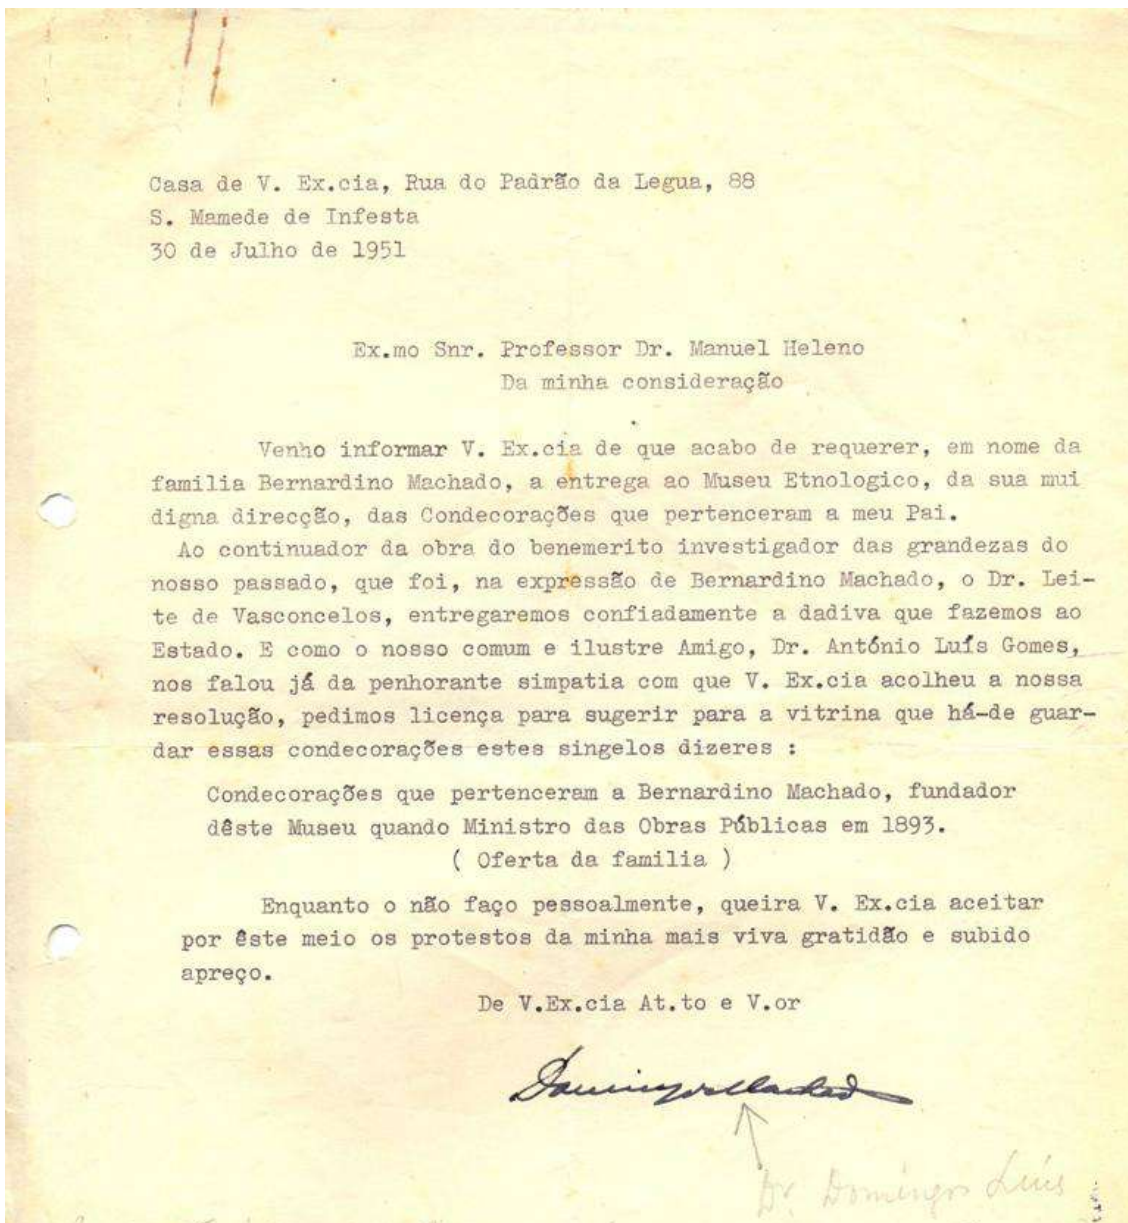 Casa de V. Ex.cia, Rua do Padrão da Legua, 88
S. Mamede de Infesta
30 de Julho de 1951
Ex.mo Snr. Professor Dr. Manuel Heleno
Da minha consideração
Venho informar V. Ex.cia de que acabo de requerer, em nome da
familia Bernardino Machado, a entrega ao Museu Etnologico, da sua mui
digna direcção, das Condecorações que pertenceram a meu Pai.
Ao continuador da obra do benemerito investigador das grandezas do
nosso passado, que foi, na expressão de Bernardino Machado, o Dr. Lei-
te de Vasconcelos, entregaremos confiadamente a dadiva que fazemos ao
Estado. E como o nosso comum e ilustre Amigo, Dr. António Luís Gomes,
nos falou já da penhorante simpatia com que V. Ex.cia acolheu a nossa
resolução, pedimos licença para sugerir para a vitrina que há-de guar-
dar essas condecorações estes singelos dizeres :
Condecorações que pertenceram a Bernardino Machado, fundador
dêste Museu quando Ministro das Obras Públicas em 1893.
( Oferta da familia )
Enquanto o não faço pessoalmente, queira V. Ex.cia aceitar
por êste meio os protestos da minha mais viva gratidão e subido
apreço.
De V.Ex.cia At.to e V.or
Domingos Machado
Dr. Domingos Luís